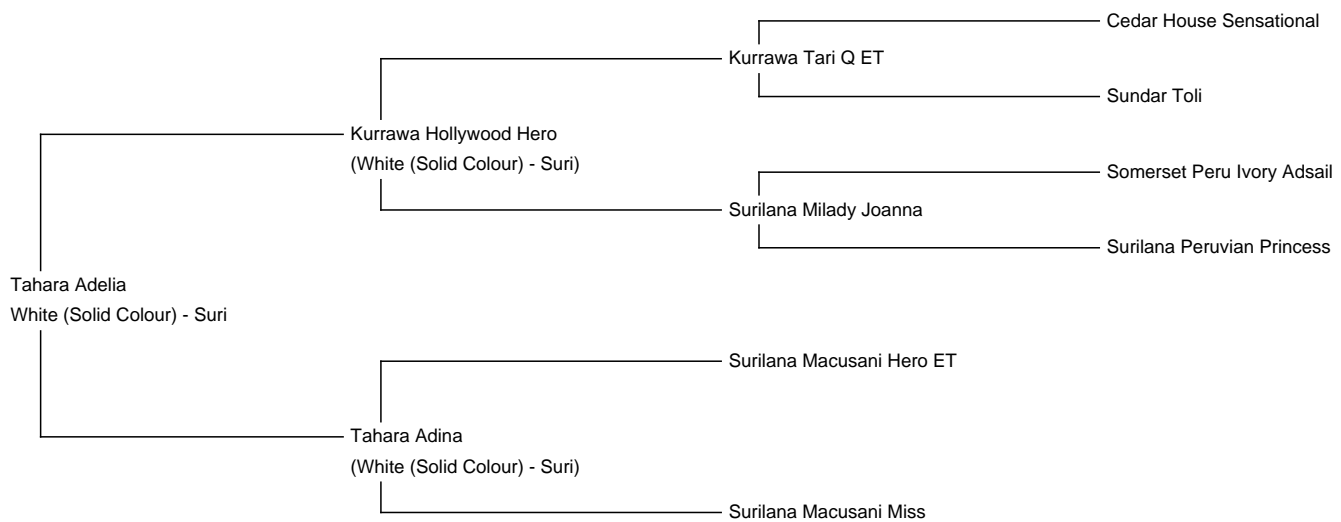 Cedar House Sensational
Kurrawa Tari Q ET
Sundar Toli
Kurrawa Hollywood Hero
(White (Solid Colour) - Suri)
Somerset Peru Ivory Adsail
Surilana Milady Joanna
Surilana Peruvian Princess
Tahara Adelia
White (Solid Colour) - Suri
Surilana Macusani Hero ET
Tahara Adina
(White (Solid Colour) - Suri)
Surilana Macusani Miss